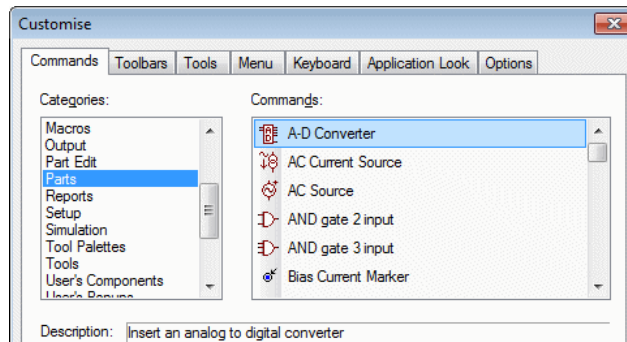 Customise
Commands Toolbars Tools Menu Keyboard Application Look Options
Categories:
Macros
Output
Part Edit
Parts
Reports
Setup
Simulation
Tool Palettes
Tools
User's Components
Commands:
A-D Converter
AC Current Source
AC Source
AND gate 2 input
AND gate 3 input
Bias Current Marker
Description: Insert an analog to digital converter